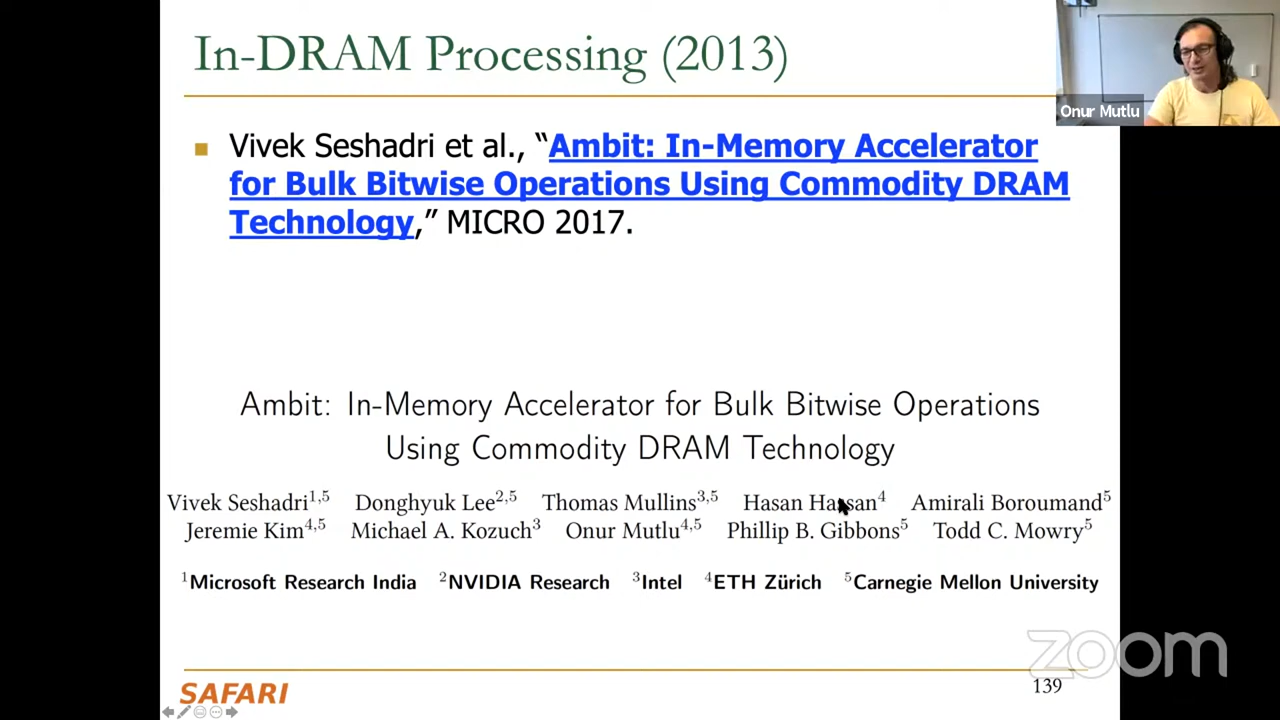 In-DRAM Processing (2013)
Onur Mutlu
Vivek Seshadri et al., “Ambit: In-Memory Accelerator
for Bulk Bitwise Operations Using Commodity DRAM
Technology,” MICRO 2017.
Ambit: In-Memory Accelerator for Bulk Bitwise Operations
Using Commodity DRAM Technology
Vivek Seshadri1,5 Donghyuk Lee2,5 Thomas Mullins3,5 Hasan Hassan4 Amirali Boroumand5
Jeremie Kim4,5 Michael A. Kozuch3 Onur Mutlu4,5 Phillip B. Gibbons5 Todd C. Mowry5
1Microsoft Research India 2NVIDIA Research 3Intel 4ETH Zürich 5Carnegie Mellon University
zoom
SAFARI
139